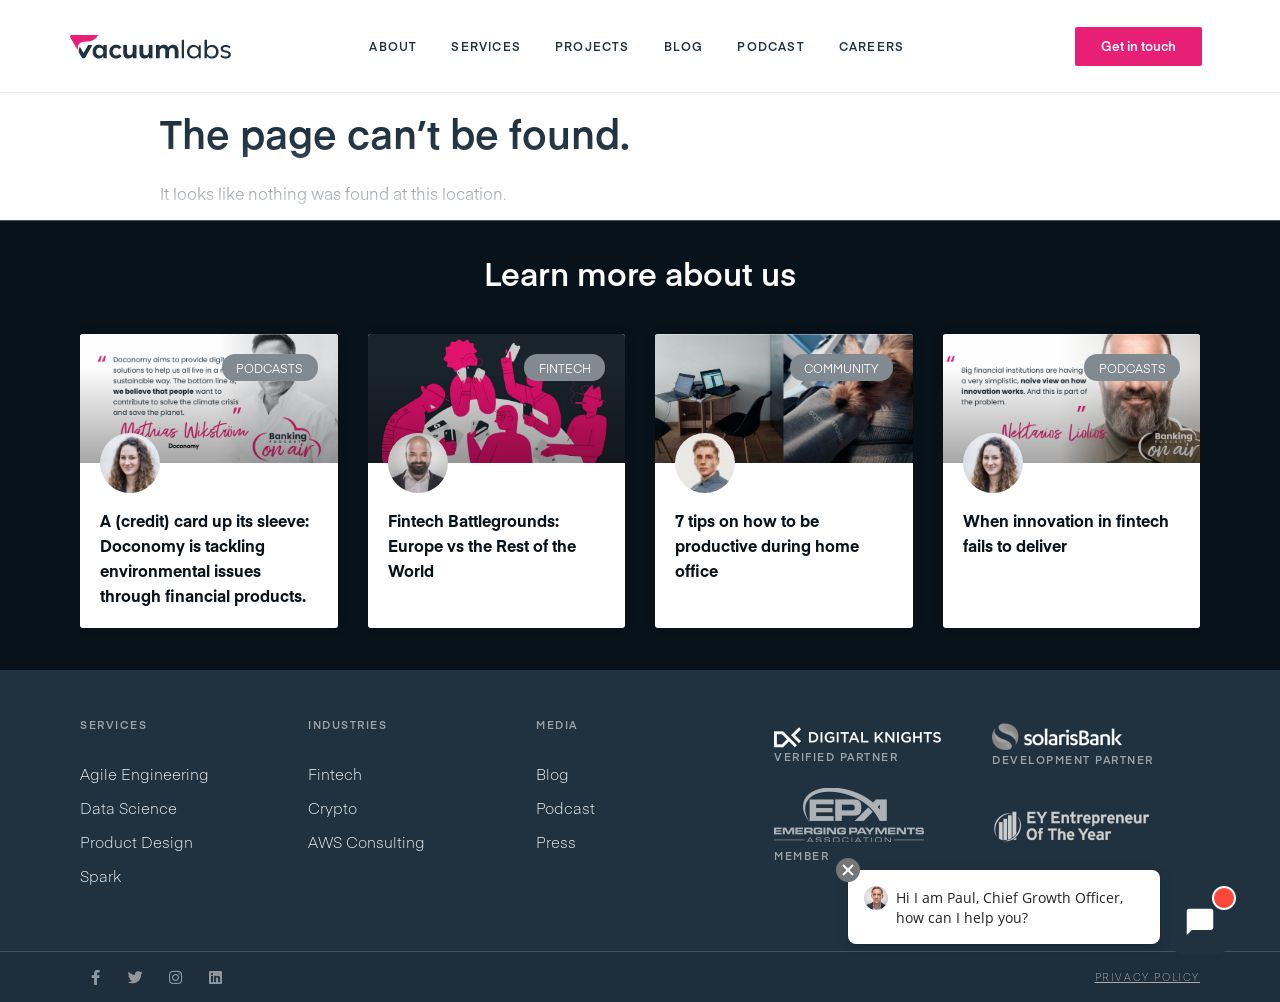 vacuumlabs
ABOUT
SERVICES
PROJECTS
BLOG
PODCAST
CAREERS
Get in touch
The page can't be found.
It looks like nothing was found at this location.
Learn more about us
Doconomy aims to provide
solutions to help us all live in a
sustainable way. The bottom line is,
we believe that people want to
contribute to solve the climate crisis
and save the planet.
Mathias Wikström
Doconomy
Banking
PODCAST
on air
PODCASTS
A (credit) card up its sleeve:
Doconomy is tackling
environmental issues
through financial products.
FINTECH
Fintech Battlegrounds:
Europe vs the Rest of the
World
COMMUNITY
7 tips on how to be
productive during home
office
Big financial institutions are having
a very simplistic, naive view on how
innovation works. And this is part of
the problem.
Nektarios Liolios
Banking
PODCAST
on air
PODCASTS
When innovation in fintech
fails to deliver
SERVICES
Agile Engineering
Data Science
Product Design
Spark
INDUSTRIES
Fintech
Crypto
AWS Consulting
MEDIA
Blog
Podcast
Press
DIGITAL KNIGHTS
VERIFIED PARTNER
solarisBank
DEVELOPMENT PARTNER
EPA
EMERGING PAYMENTS
ASSOCIATION
MEMBER
EY Entrepreneur
Of The Year
Hi I am Paul, Chief Growth Officer,
how can I help you?
PRIVACY POLICY